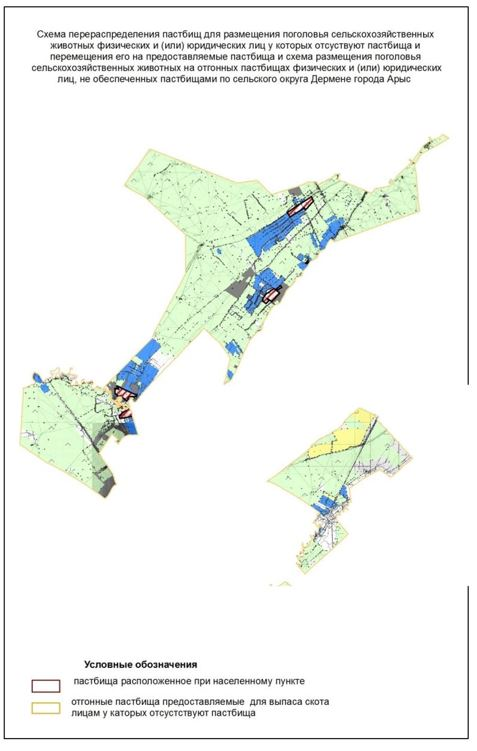 Схема перераспределения пастбищ для размещения поголовья сельскохозяйственных
животных физических и (или) юридических лиц у которых отсуствуют пастбища и
перемещения его на предоставляемые пастбища и схема размещения поголовья
сельскохозяйственных животных на отгонных пастбищах физических и (или) юридических
лиц, не обеспеченных пастбищами по сельского округа Дермене города Арыс
Условные обозначения
пастбища расположенное при населенному пункте
отгонные пастбища предоставляемые для выпаса скота
лицам у которых отсустствуют пастбища